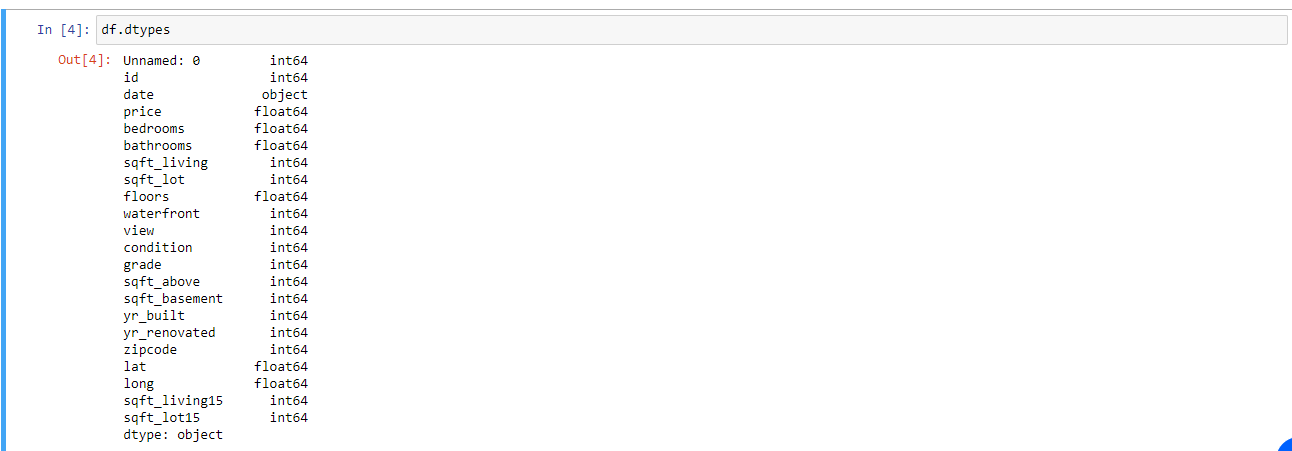 In [4]: df.dtypes
Out[4]: Unnamed: 0 int64
id int64
date object
price float64
bedrooms float64
bathrooms float64
sqft_living int64
sqft_lot int64
floors float64
waterfront int64
view int64
condition int64
grade int64
sqft_above int64
sqft_basement int64
yr_built int64
yr_renovated int64
zipcode int64
lat float64
long float64
sqft_living15 int64
sqft_lot15 int64
dtype: object